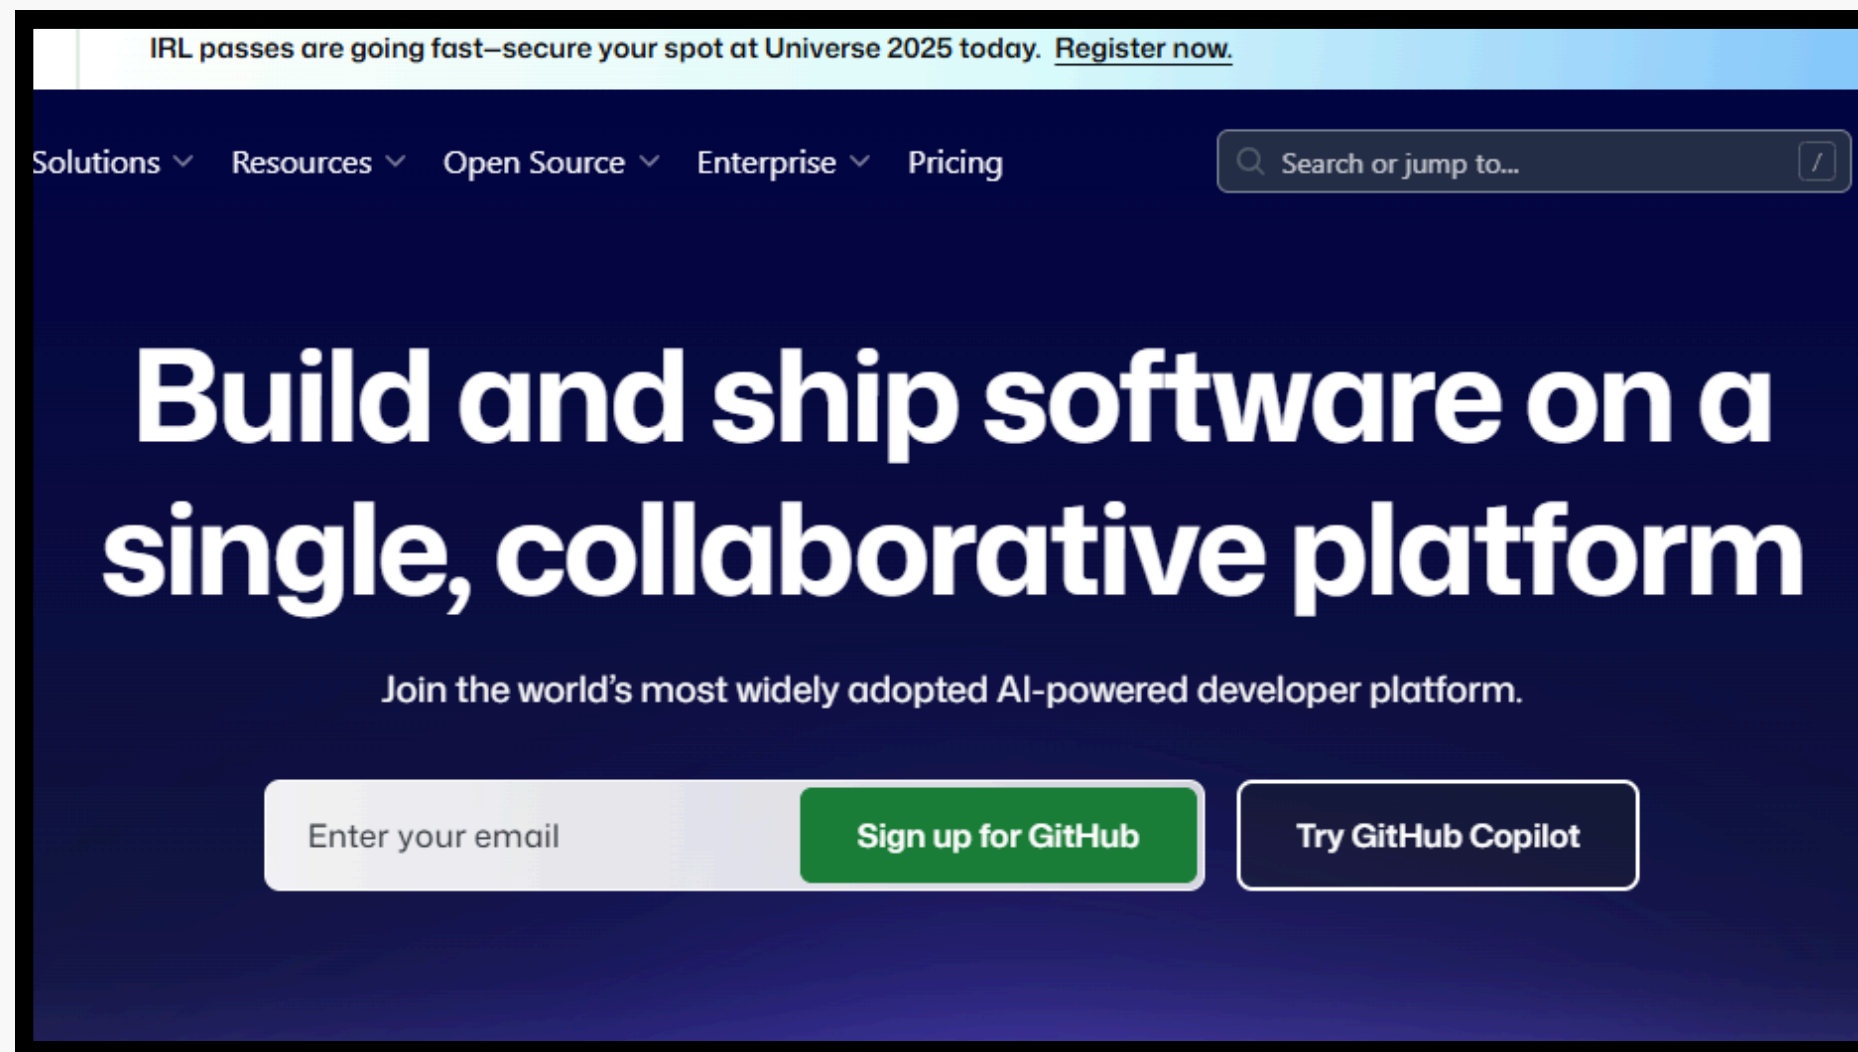 IRL passes are going fast—secure your spot at Universe 2025 today. Register now.
Solutions Resources Open Source Enterprise Pricing Search or jump to... /
Build and ship software on a
single, collaborative platform
Join the world’s most widely adopted AI-powered developer platform.
Enter your email Sign up for GitHub Try GitHub Copilot